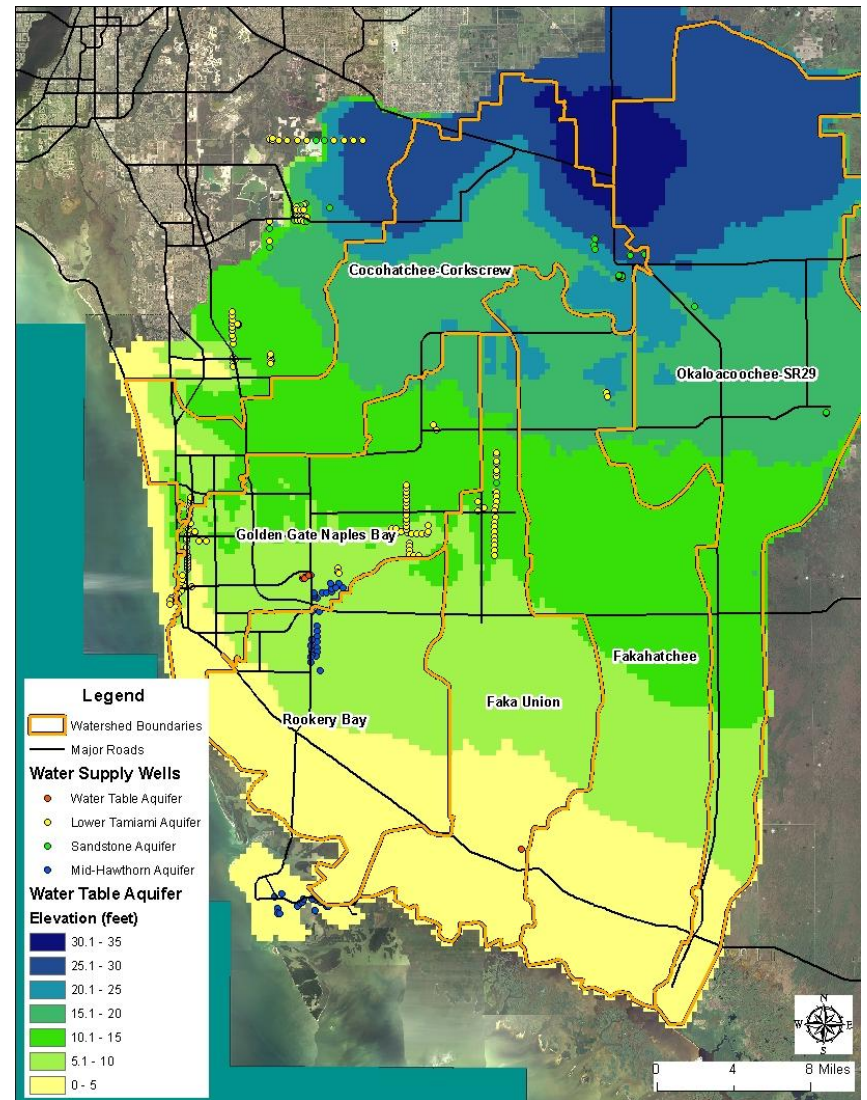 Cocohatchee-Corkscrew
Okaloacoochee-SR29
Golden Gate Naples Bay
Fakahatchee
Faka Union
Rookery Bay
Legend
Watershed Boundaries
Major Roads
Water Supply Wells
Water Table Aquifer
Lower Tamiami Aquifer
Sandstone Aquifer
Mid-Hawthorn Aquifer
Water Table Aquifer
Elevation (feet)
30.1 - 35
25.1 - 30
20.1 - 25
15.1 - 20
10.1 - 15
5.1 - 10
0 - 5
N
W E
S
0 4 8 Miles